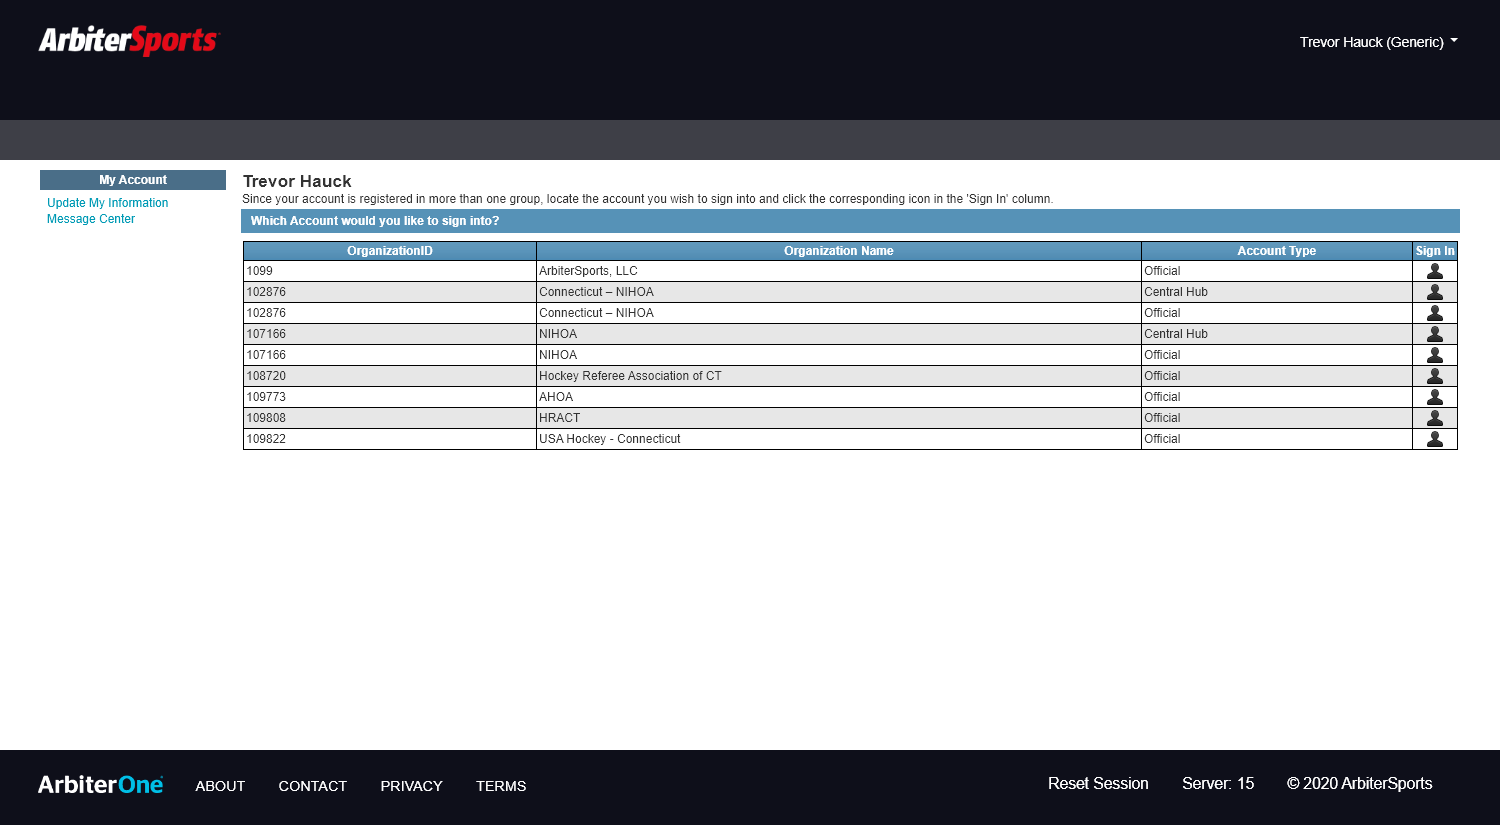 ArbiterSports
Trevor Hauck (Generic)
My Account
Update My Information
Message Center
Trevor Hauck
Since your account is registered in more than one group, locate the account you wish to sign into and click the corresponding icon in the 'Sign In' column.
Which Account would you like to sign into?
OrganizationID Organization Name Account Type Sign In
1099 ArbiterSports, LLC Official
102876 Connecticut – NIHOA Central Hub
102876 Connecticut – NIHOA Official
107166 NIHOA Central Hub
107166 NIHOA Official
108720 Hockey Referee Association of CT Official
109773 AHOA Official
109808 HRACT Official
109822 USA Hockey - Connecticut Official
ArbiterOne ABOUT CONTACT PRIVACY TERMS Reset Session Server: 15 © 2020 ArbiterSports